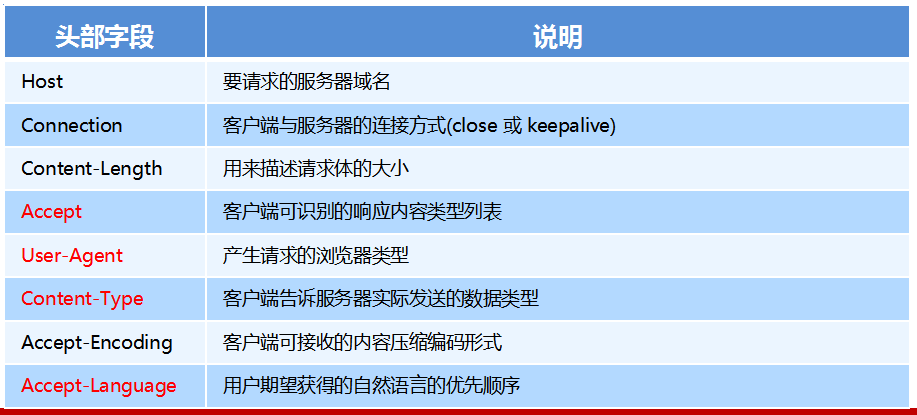 头部字段 说明
Host 要请求的服务器域名
Connection 客户端与服务器的连接方式(close 或 keepalive)
Content-Length 用来描述请求体的大小
Accept 客户端可识别的响应内容类型列表
User-Agent 产生请求的浏览器类型
Content-Type 客户端告诉服务器实际发送的数据类型
Accept-Encoding 客户端可接收的内容压缩编码形式
Accept-Language 用户期望获得的自然语言的优先顺序